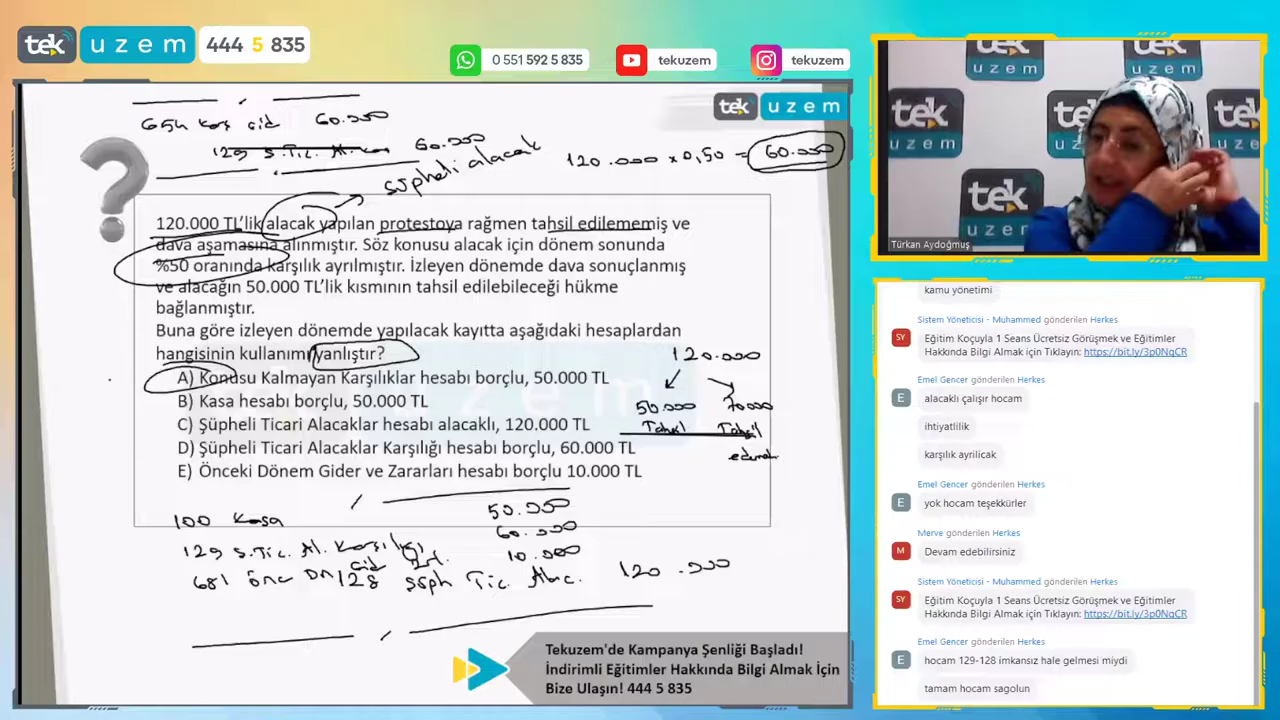 tek uzem 444 5 835
0 551 592 5 835
tekuzem
tekuzem
tek uzem
654 Kaş Gid 60.000
129 Ş.Tic. Al. 60.000
Şüpheli alacak
120.000 x 0,50 = 60.000
120.000 TL'lik alacak yapılan protestoya rağmen tahsil edilememiş ve
dava aşamasına alınmıştır. Söz konusu alacak için dönem sonunda
%50 oranında karşılık ayrılmıştır. İzleyen dönemde dava sonuçlanmış
ve alacağın 50.000 TL'lik kısmının tahsil edilebileceği hükme
bağlanmıştır.
Buna göre izleyen dönemde yapılacak kayıtta aşağıdaki hesaplardan
hangisinin kullanımı yanlıştır?
A) Konusu Kalmayan Karşılıklar hesabı borçlu, 50.000 TL
B) Kasa hesabı borçlu, 50.000 TL
C) Şüpheli Ticari Alacaklar hesabı alacaklı, 120.000 TL
D) Şüpheli Ticari Alacaklar Karşılığı hesabı borçlu, 60.000 TL
E) Önceki Dönem Gider ve Zararları hesabı borçlu 10.000 TL
120.000
50.000 70.000
Tahsil Tahsil
100 Kasa 50.000
129 Ş.Tic. Al. Karşılığı 60.000
681 Önc Dn Gid Zrl. 10.000
128 Şüph Tic. Alac. 120.000
Tekuzem'de Kampanya Şenliği Başladı!
İndirimli Eğitimler Hakkında Bilgi Almak İçin
Bize Ulaşın! 444 5 835
tek uzem
Türkan Aydoğmuş
kamu yönetimi
Sistem Yöneticisi - Muhammed gönderilen Herkes
SY
Eğitim Koçuyla 1 Seans Ücretsiz Görüşmek ve Eğitimler
Hakkında Bilgi Almak için Tıklayın: https://bit.ly/3p0NqCR
Emel Gencer gönderilen Herkes
E
alacaklı çalışır hocam
ihtiyatlilik
karşılık ayrilicak
Emel Gencer gönderilen Herkes
E
yok hocam teşekkürler
Merve gönderilen Herkes
M
Devam edebilirsiniz
Sistem Yöneticisi - Muhammed gönderilen Herkes
SY
Eğitim Koçuyla 1 Seans Ücretsiz Görüşmek ve Eğitimler
Hakkında Bilgi Almak için Tıklayın: https://bit.ly/3p0NqCR
Emel Gencer gönderilen Herkes
E
hocam 129-128 imkansız hale gelmesi miydi
tamam hocam sagolun